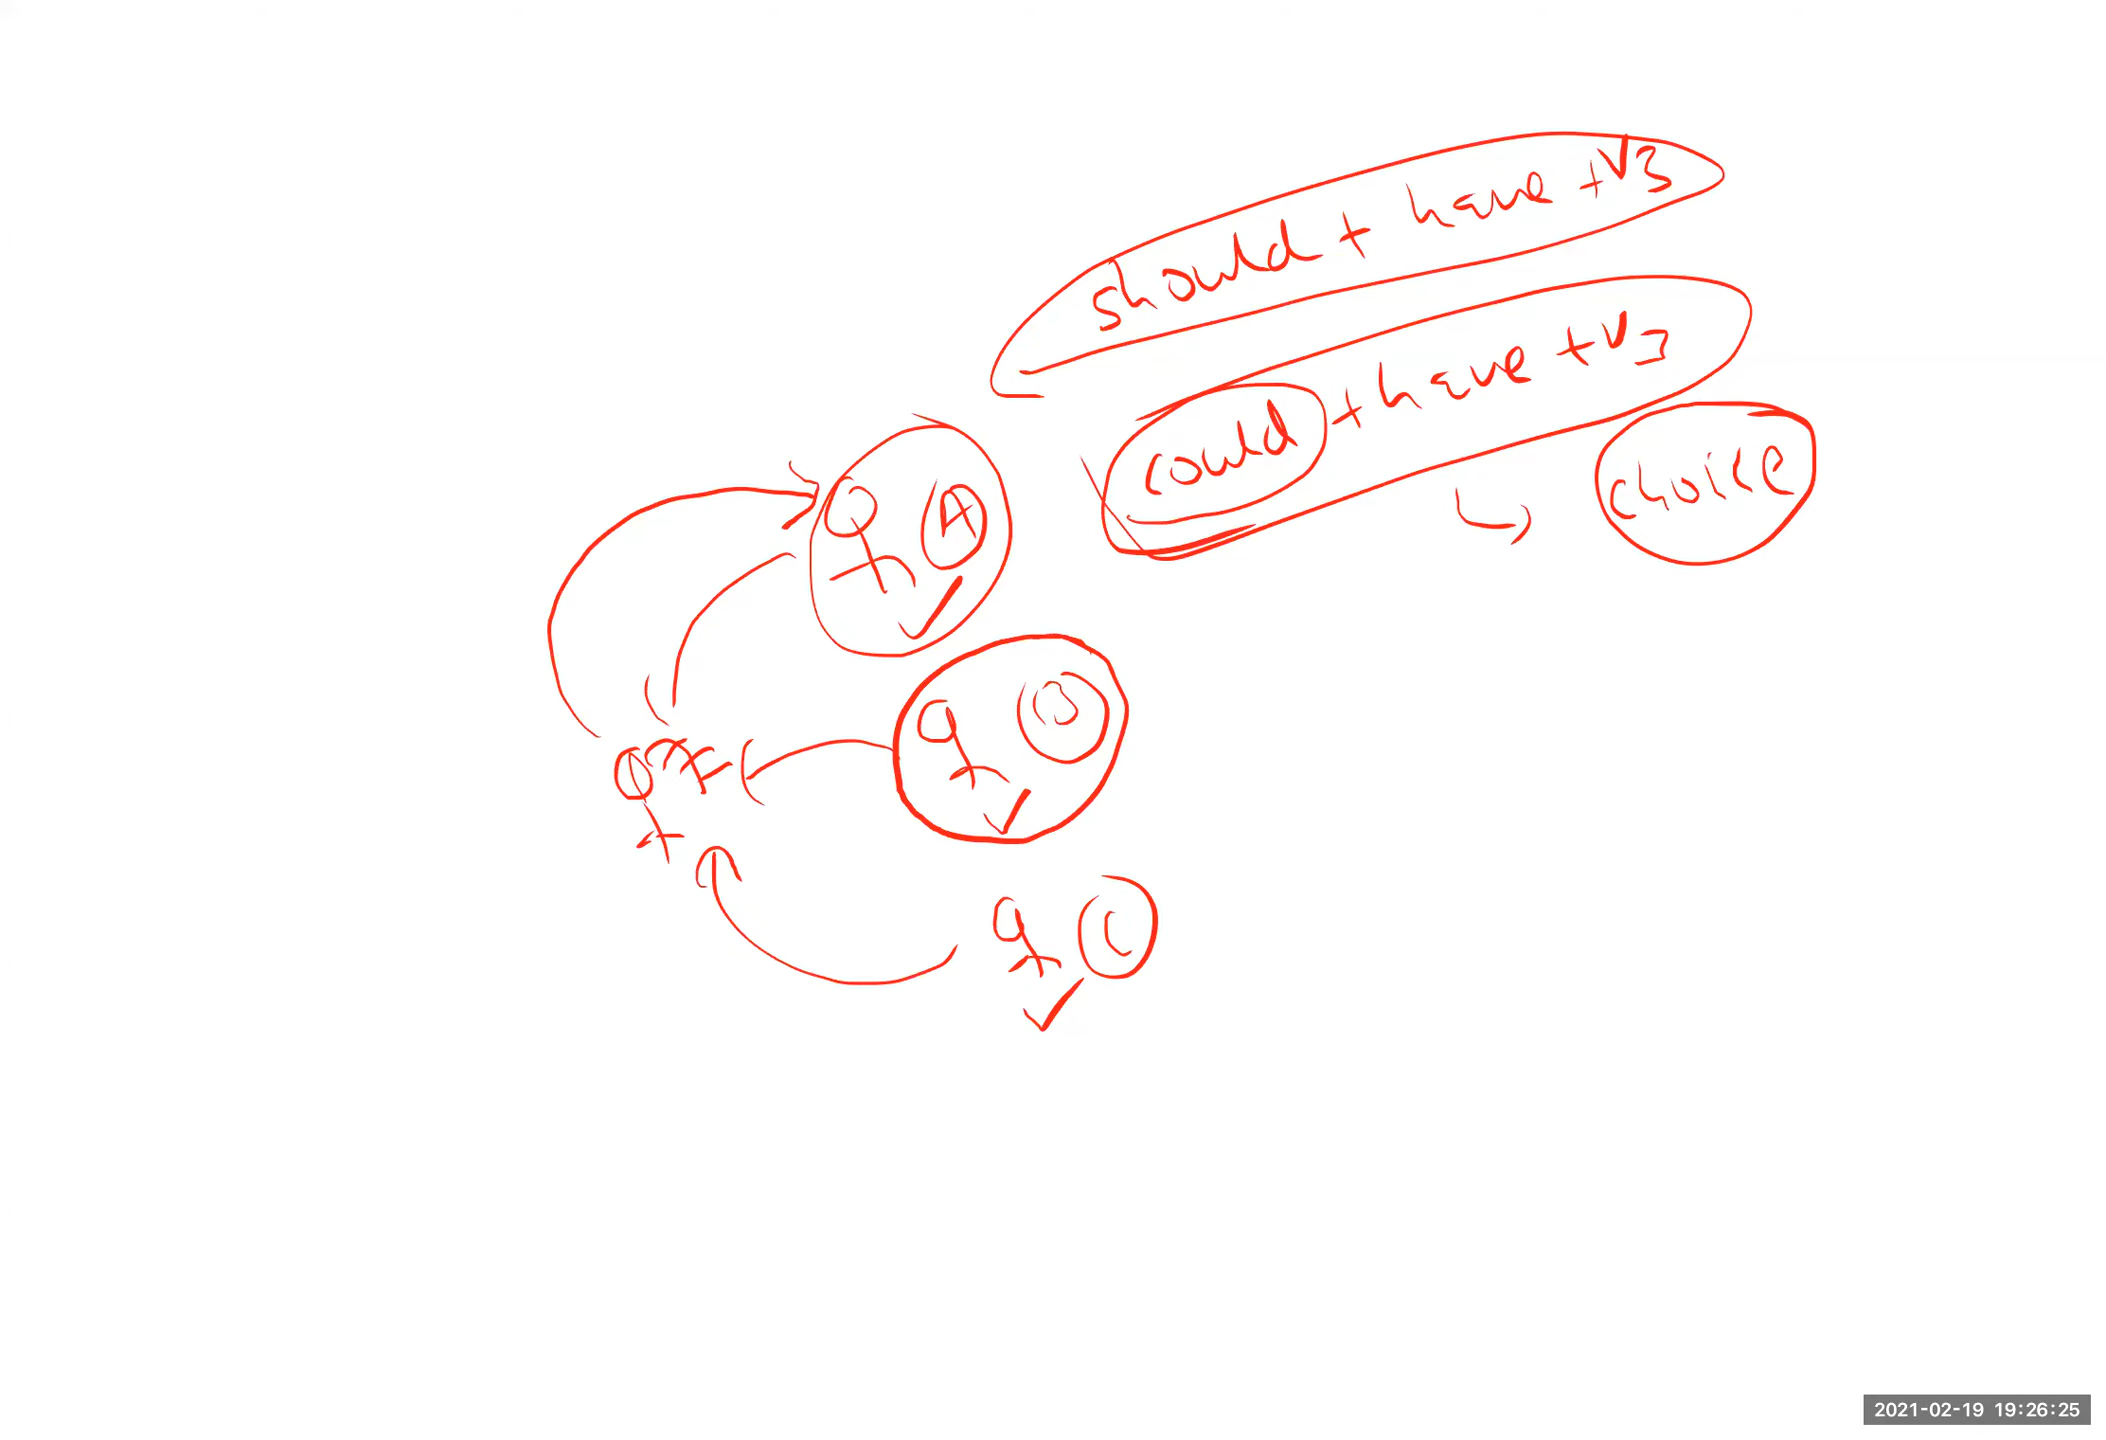 should + have + V3
could + have + V3
choice
A
B
C
2021-02-19 19:26:25